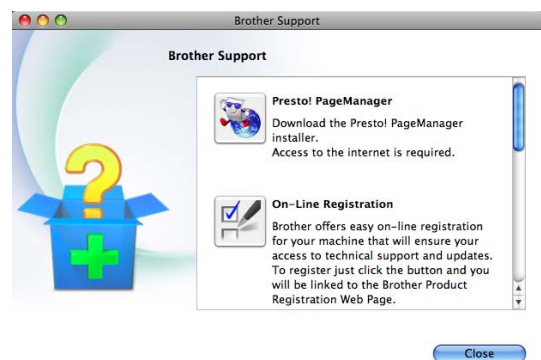 Brother Support
Brother Support
Presto! PageManager
Download the Presto! PageManager
installer.
Access to the internet is required.
On-Line Registration
Brother offers easy on-line registration
for your machine that will ensure your
access to technical support and updates.
To register just click the button and you
will be linked to the Brother Product
Registration Web Page.
Close